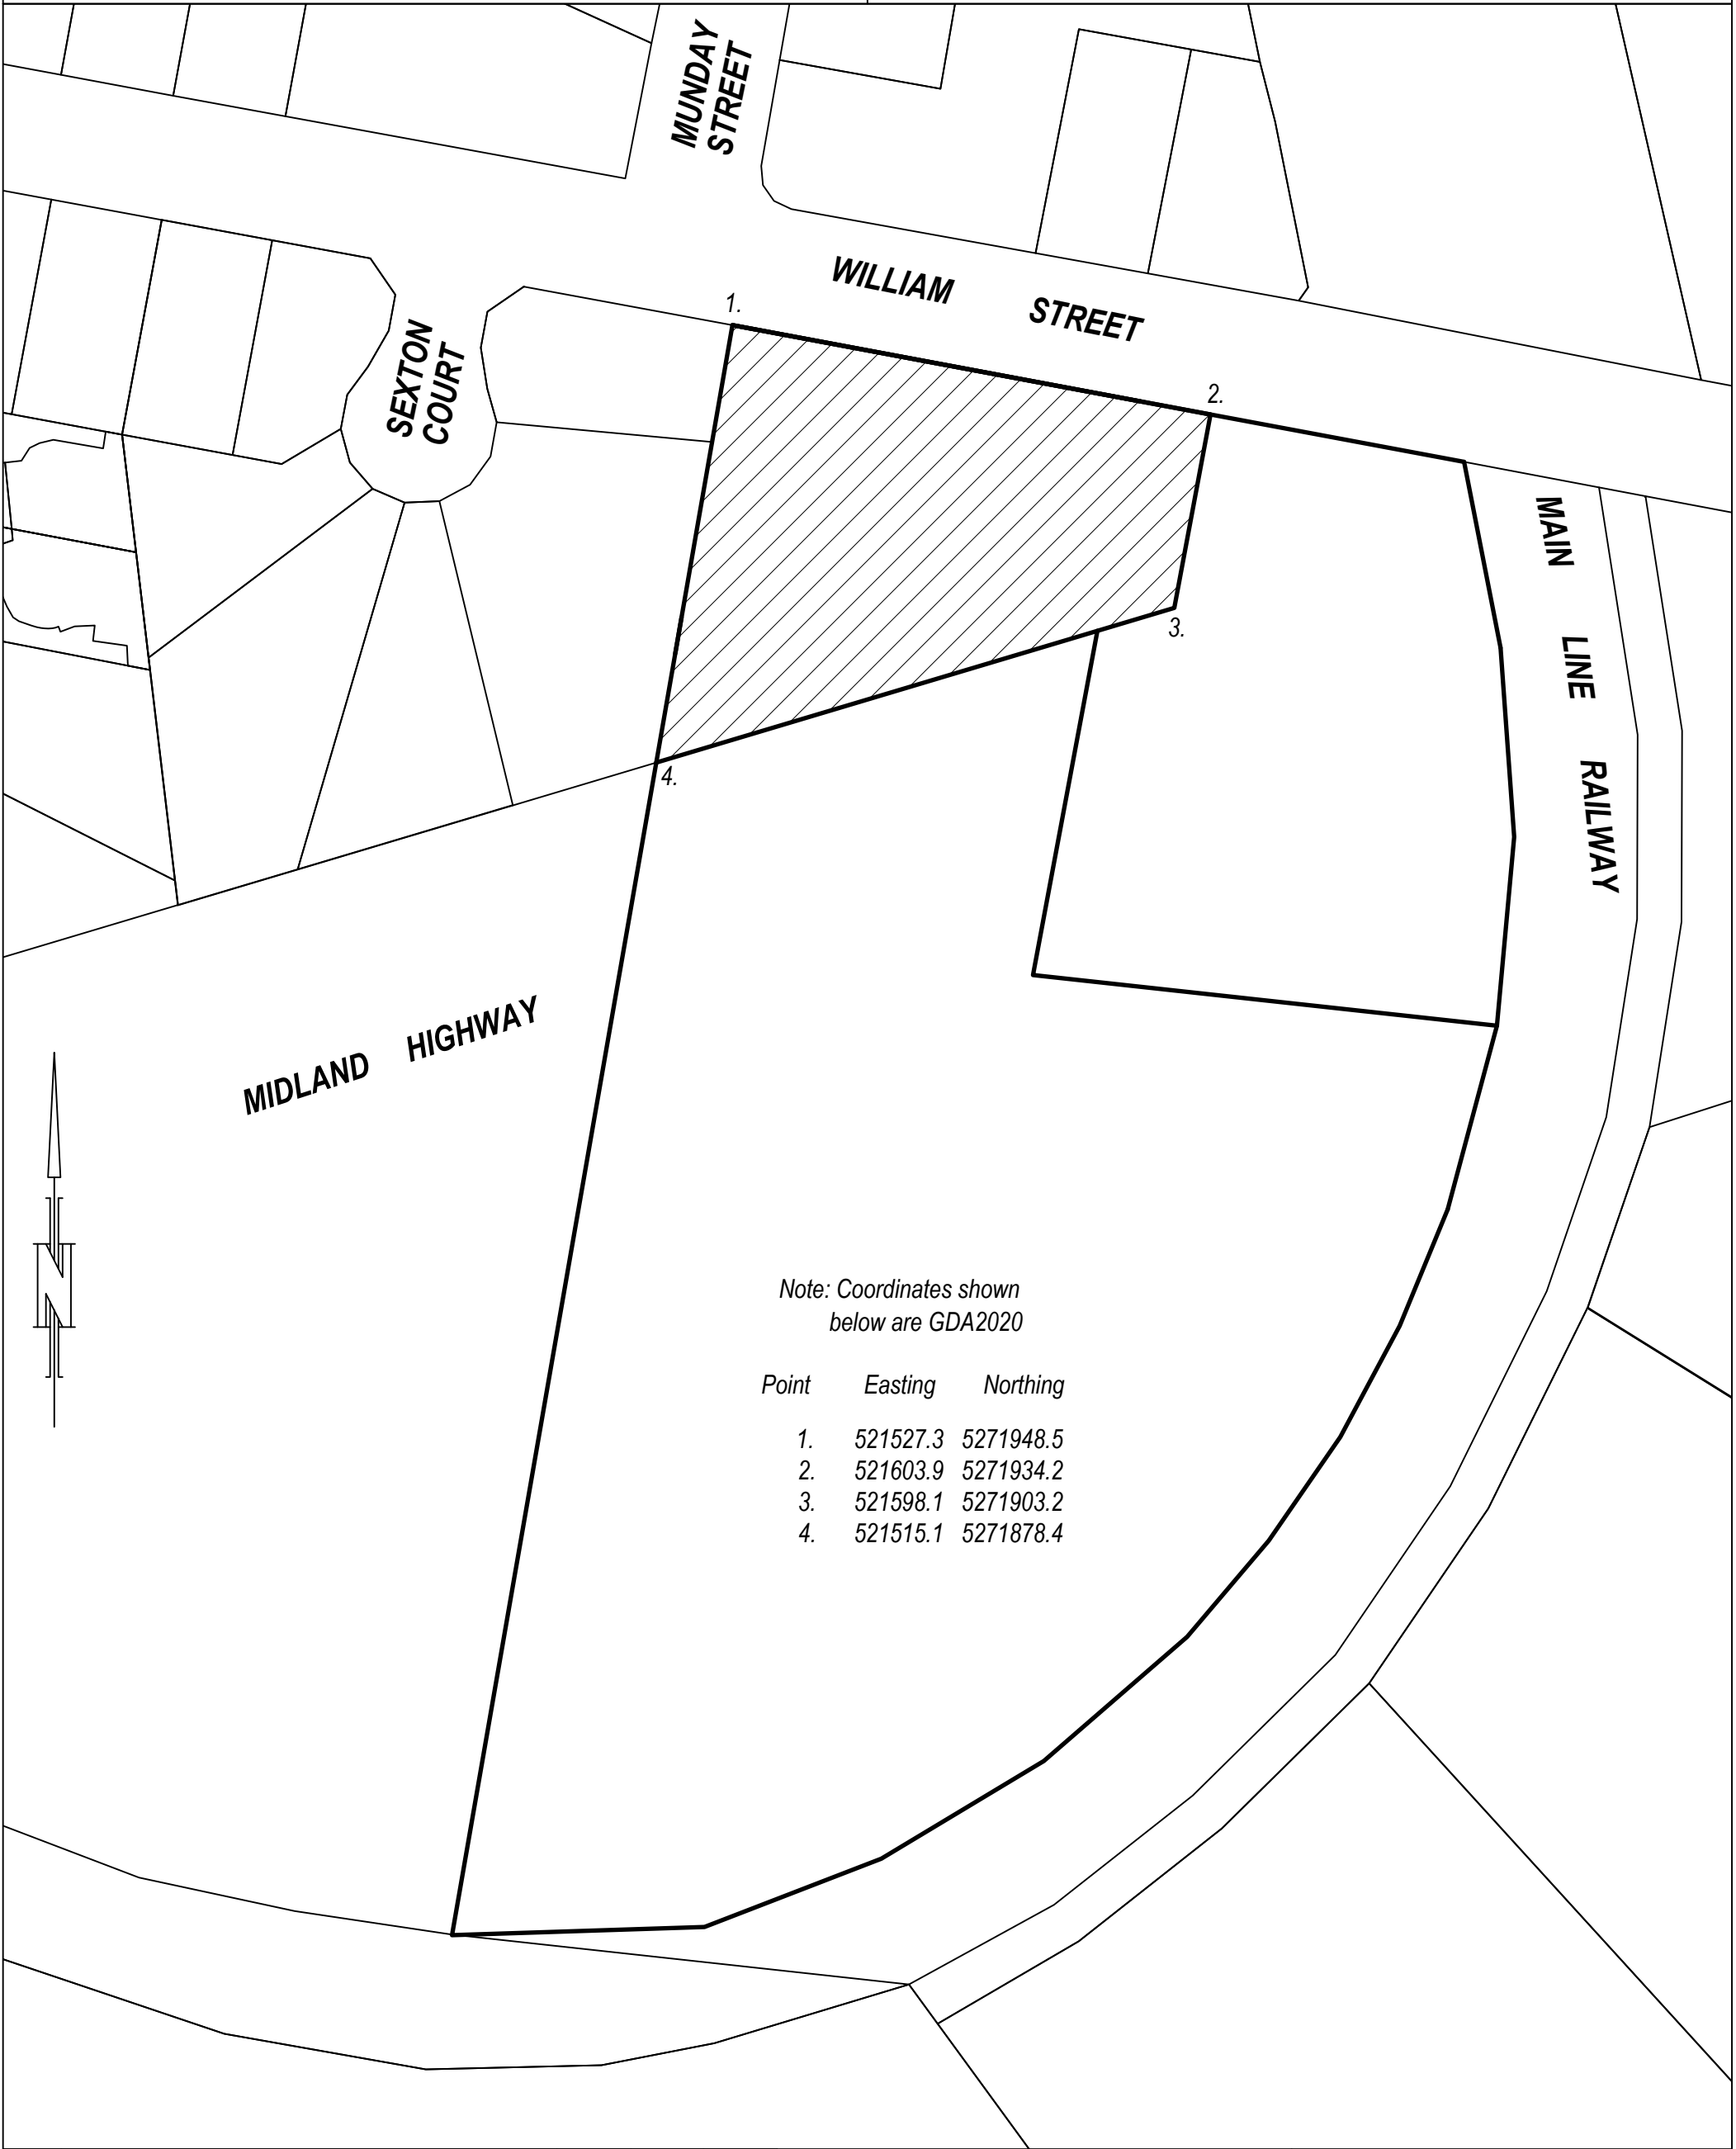 MUNDAY
STREET
WILLIAM STREET
1.
2.
SEXTON
COURT
3.
4.
MAIN LINE RAILWAY
MIDLAND HIGHWAY
N
Note: Coordinates shown
below are GDA2020
Point Easting Northing
1. 521527.3 5271948.5
2. 521603.9 5271934.2
3. 521598.1 5271903.2
4. 521515.1 5271878.4